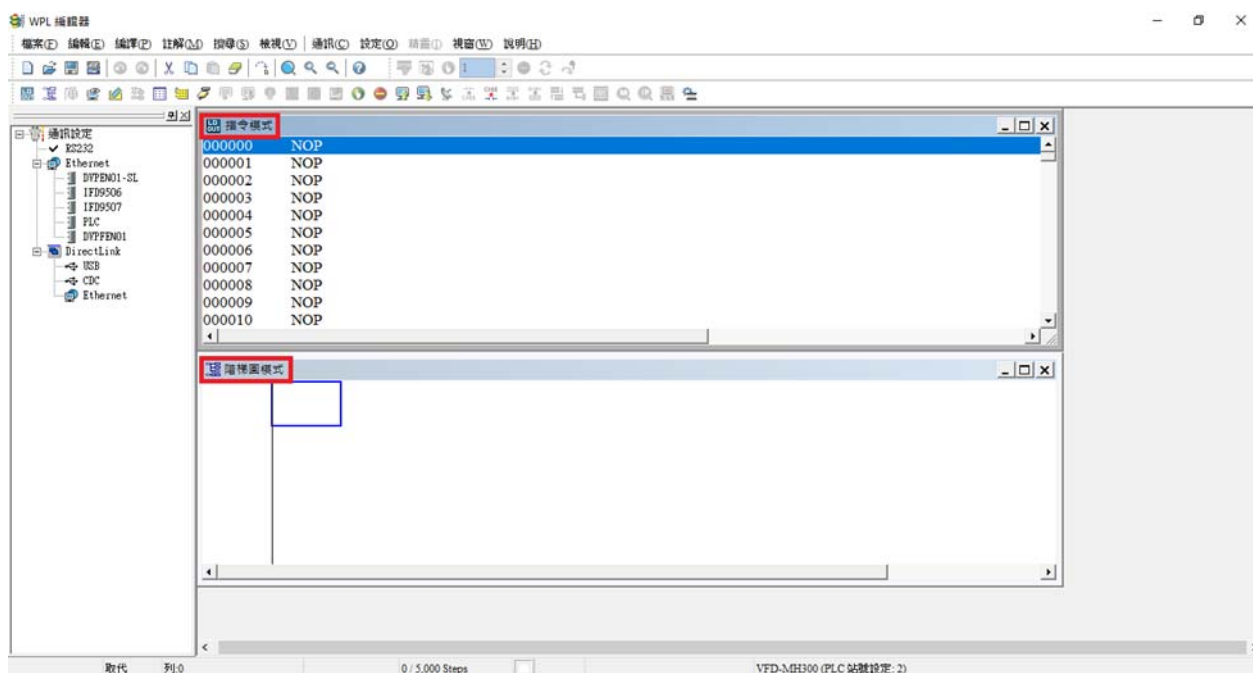 WPL 編輯器
檔案(F) 編輯(E) 編譯(P) 註解(M) 搜尋(S) 檢視(V) 通訊(C) 設定(O) 精靈(I) 視窗(W) 說明(H)
1
通訊設定
RS232
Ethernet
DVPEN01-SL
IFD9506
IFD9507
PLC
DVPFEN01
DirectLink
USB
CDC
Ethernet
LD OUT 指令模式
000000 NOP
000001 NOP
000002 NOP
000003 NOP
000004 NOP
000005 NOP
000006 NOP
000007 NOP
000008 NOP
000009 NOP
000010 NOP
階梯圖模式
取代 列:0 0 / 5,000 Steps VFD-MH300 (PLC 站號設定: 2)